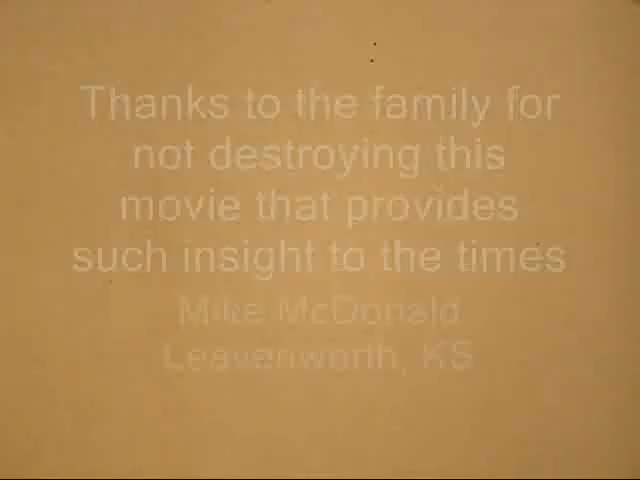 Thanks to the family for
not destroying this
movie that provides
such insight to the times
Mike McDonald
Leavenworth, KS